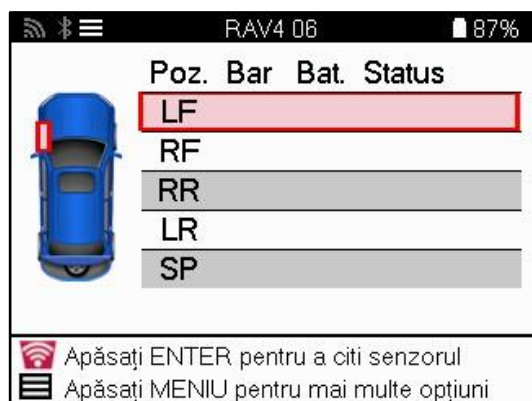 RAV4 06 87%
Poz. Bar Bat. Status
LF
RF
RR
LR
SP
Apăsați ENTER pentru a citi senzorul
Apăsați MENIU pentru mai multe opțiuni